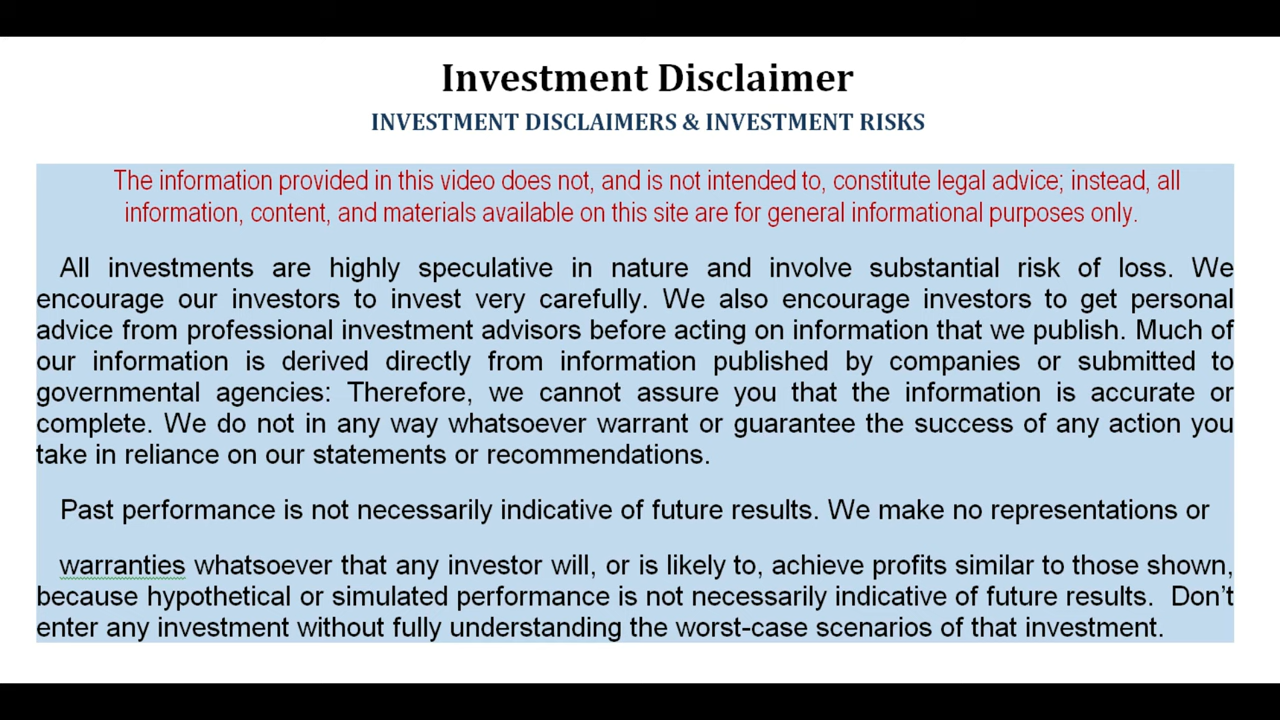 Investment Disclaimer
INVESTMENT DISCLAIMERS & INVESTMENT RISKS
The information provided in this video does not, and is not intended to, constitute legal advice; instead, all
information, content, and materials available on this site are for general informational purposes only.
All investments are highly speculative in nature and involve substantial risk of loss. We
encourage our investors to invest very carefully. We also encourage investors to get personal
advice from professional investment advisors before acting on information that we publish. Much of
our information is derived directly from information published by companies or submitted to
governmental agencies: Therefore, we cannot assure you that the information is accurate or
complete. We do not in any way whatsoever warrant or guarantee the success of any action you
take in reliance on our statements or recommendations.
Past performance is not necessarily indicative of future results. We make no representations or
warranties whatsoever that any investor will, or is likely to, achieve profits similar to those shown,
because hypothetical or simulated performance is not necessarily indicative of future results. Don’t
enter any investment without fully understanding the worst-case scenarios of that investment.